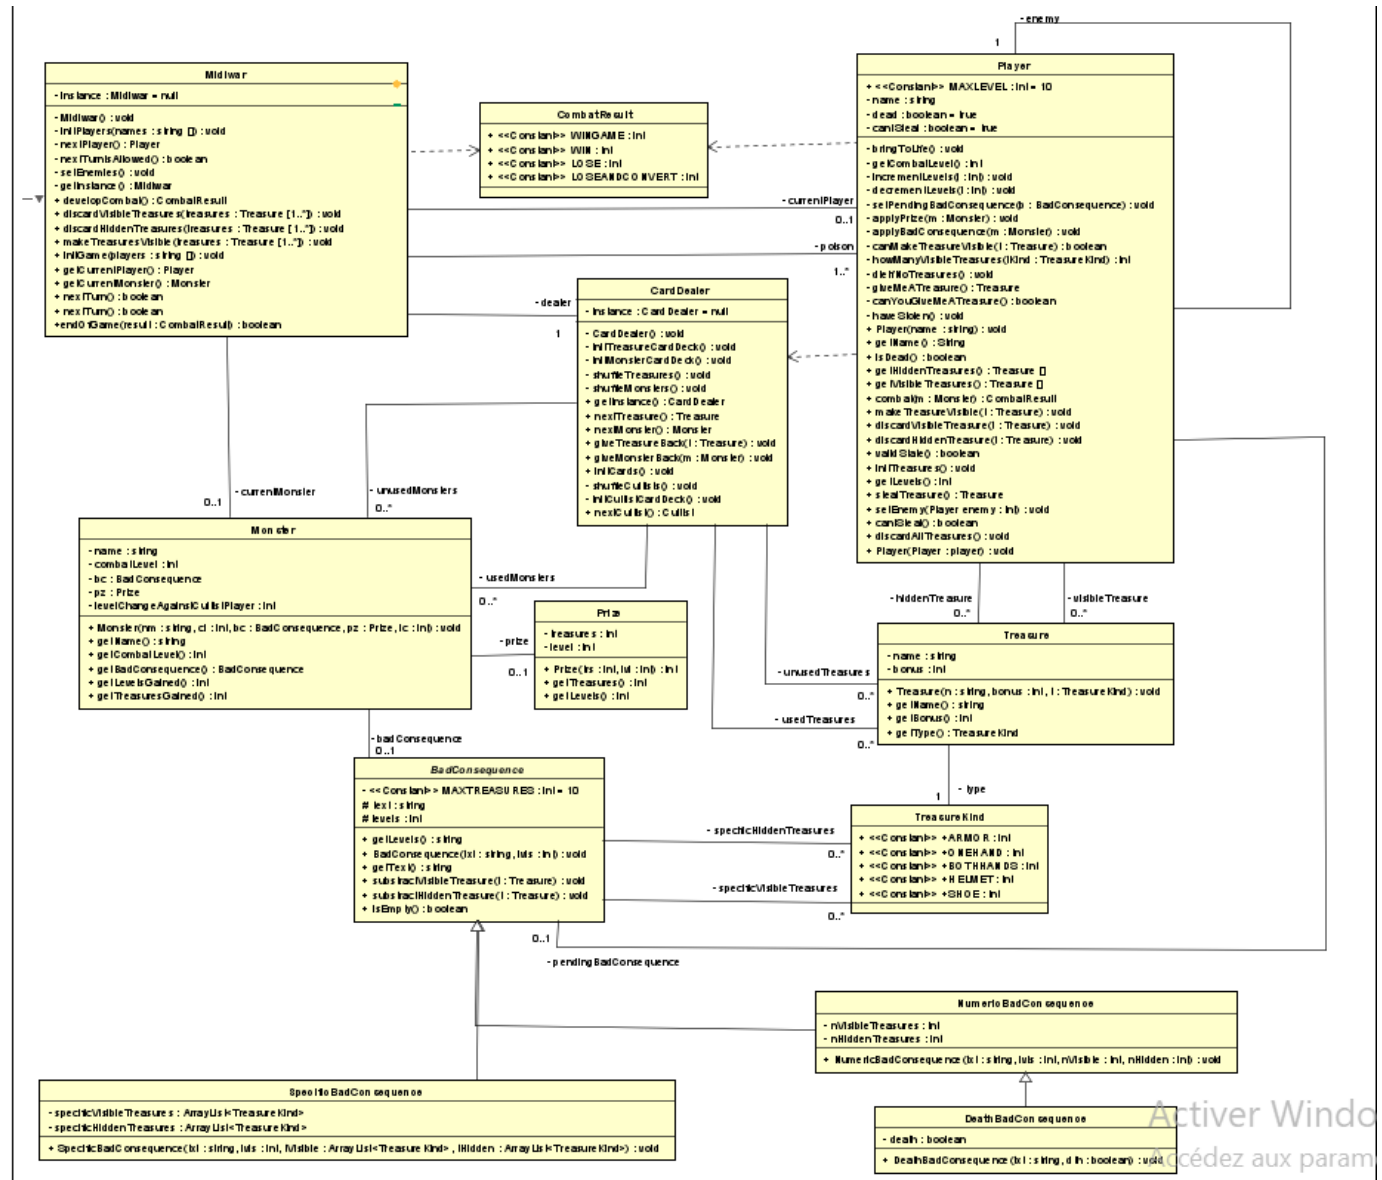 - enemy
1
Midiwar
- Instance : Midiwar = null
- Midiwar() : void
- initPlayers(names : string []) : void
- nextPlayer() : Player
- nextTurnIsAllowed() : boolean
- setEnemies() : void
- getInstance() : Midiwar
+ developCombat() : CombatResult
+ discardVisibleTreasures(treasures : Treasure [1..*]) : void
+ discardHiddenTreasures(treasures : Treasure [1..*]) : void
+ makeTreasuresVisible(treasures : Treasure [1..*]) : void
+ initGame(players : string []) : void
+ getCurrentPlayer() : Player
+ getCurrentMonster() : Monster
+ nextTurn() : boolean
+ nextTurn() : boolean
+endOfGame(result : CombatResult) : boolean
CombatResult
+ <<Constant>> WINGAME : int
+ <<Constant>> WIN : int
+ <<Constant>> LOSE : int
+ <<Constant>> LOSEANDCONVERT : int
Player
+ <<Constant>> MAXLEVEL : int = 10
- name : string
- dead : boolean = true
- canISteal : boolean = true
- bringToLife() : void
- getCombatLevel() : int
- incrementLevels(l : int) : void
- decrementLevels(l : int) : void
- setPendingBadConsequence(b : BadConsequence) : void
- applyPrize(m : Monster) : void
- applyBadConsequence(m : Monster) : void
- canMakeTreasureVisible(t : Treasure) : boolean
- howManyVisibleTreasures(tKind : TreasureKind) : int
- dieIfNoTreasures() : void
- giveMeATreasure() : Treasure
- canYouGiveMeATreasure() : boolean
- haveStolen() : void
+ Player(name : string) : void
+ getName() : String
+ isDead() : boolean
+ getHiddenTreasures() : Treasure []
+ getVisibleTreasures() : Treasure []
+ combat(m : Monster) : CombatResult
+ makeTreasureVisible(t : Treasure) : void
+ discardVisibleTreasure(t : Treasure) : void
+ discardHiddenTreasure(t : Treasure) : void
+ validState() : boolean
+ initTreasures() : void
+ getLevels() : int
+ stealTreasure() : Treasure
+ setEnemy(Player enemy : int) : void
+ canISteal() : boolean
+ discardAllTreasures() : void
+ Player(Player : player) : void
- currentPlayer
0..1
- poison
1..*
- dealer
1
CardDealer
- Instance : CardDealer = null
- CardDealer() : void
- initTreasureCardDeck() : void
- initMonsterCardDeck() : void
- shuffleTreasures() : void
- shuffleMonsters() : void
+ getInstance() : CardDealer
+ nextTreasure() : Treasure
+ nextMonster() : Monster
+ giveTreasureBack(t : Treasure) : void
+ giveMonsterBack(m : Monster) : void
+ initCards() : void
- shuffleCultists() : void
- initCultistCardDeck() : void
+ nextCultist() : Cultist
- currentMonster
0..1
- unusedMonsters
0..*
Monster
- name : string
- combatLevel : int
- bc : BadConsequence
- pz : Prize
- levelChangeAgainstCultistPlayer : int
+ Monster(nm : string, cl : int, bc : BadConsequence, pz : Prize, lc : int) : void
+ getName() : string
+ getCombatLevel() : int
+ getBadConsequence() : BadConsequence
+ getLevelsGained() : int
+ getTreasuresGained() : int
- usedMonsters
0..*
Prize
- treasures : int
- level : int
+ Prize(trs : int, lvl : int) : int
+ getTreasures() : int
+ getLevels() : int
- prize
0..1
- hiddenTreasure
0..*
- visibleTreasure
0..*
Treasure
- name : string
- bonus : int
+ Treasure(n : string, bonus : int, t : TreasureKind) : void
+ getName() : string
+ getBonus() : int
+ getType() : TreasureKind
- unusedTreasures
0..*
- usedTreasures
0..*
- badConsequence
0..1
BadConsequence
- <<Constant>> MAXTREASURES : int = 10
# text : string
# levels : int
+ getLevels() : string
+ BadConsequence(txt : string, lvls : int) : void
+ getText() : string
+ substractVisibleTreasure(t : Treasure) : void
+ substractHiddenTreasure(t : Treasure) : void
+ isEmpty() : boolean
- type
1
TreasureKind
+ <<Constant>> +ARMOR : int
+ <<Constant>> +ONEHAND : int
+ <<Constant>> +BOTHHANDS : int
+ <<Constant>> +HELMET : int
+ <<Constant>> +SHOE : int
- specificHiddenTreasures
0..*
- specificVisibleTreasures
0..*
0..1
- pendingBadConsequence
NumericBadConsequence
- nVisibleTreasures : int
- nHiddenTreasures : int
+ NumericBadConsequence(txt : string, lvls : int, nVisible : int, nHidden : int) : void
SpecificBadConsequence
- specificVisibleTreasures : ArrayList<TreasureKind>
- specificHiddenTreasures : ArrayList<TreasureKind>
+ SpecificBadConsequence(txt : string, lvls : int, tVisible : ArrayList<TreasureKind> , tHidden : ArrayList<TreasureKind>) : void
DeathBadConsequence
- death : boolean
+ DeathBadConsequence(txt : string, dth : boolean) : void
Activer Windo
Accédez aux param